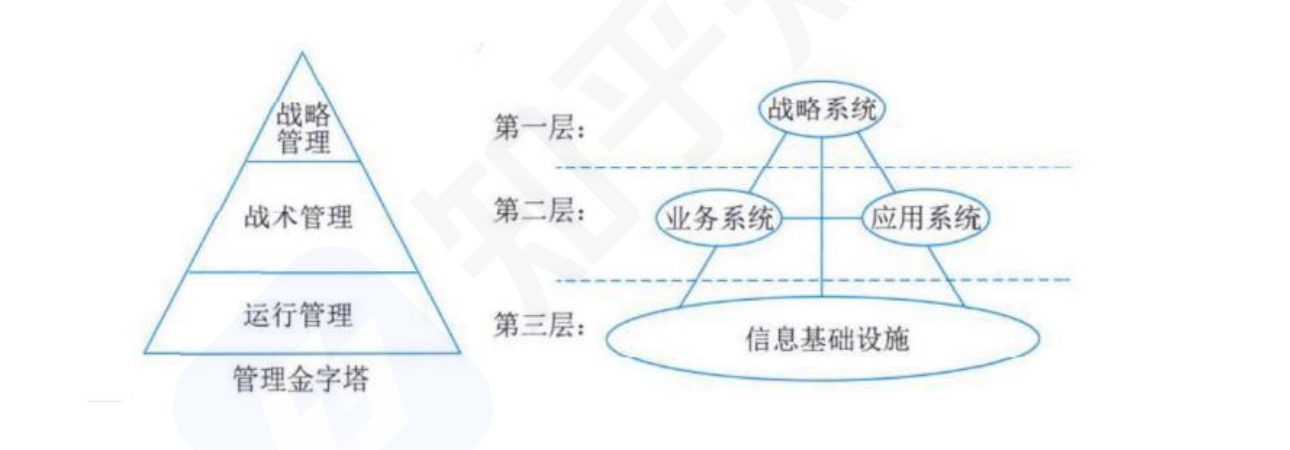 战略
管理
战术管理
运行管理
管理金字塔
第一层：
战略系统
第二层：
业务系统
应用系统
第三层：
信息基础设施
知乎